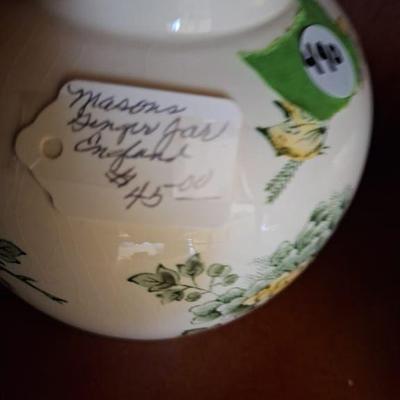 Masons
Ginger Jar
England
$45.00